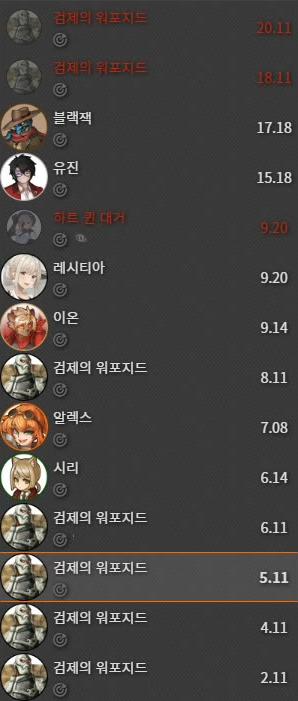 검제의 워포지드
20.11
검제의 워포지드
18.11
블랙잭
17.18
유진
15.18
하트 퀸 대거
9.20
레시티아
9.20
이온
9.14
검제의 워포지드
8.11
알렉스
7.08
시리
6.14
검제의 워포지드
6.11
검제의 워포지드
5.11
검제의 워포지드
4.11
검제의 워포지드
2.11